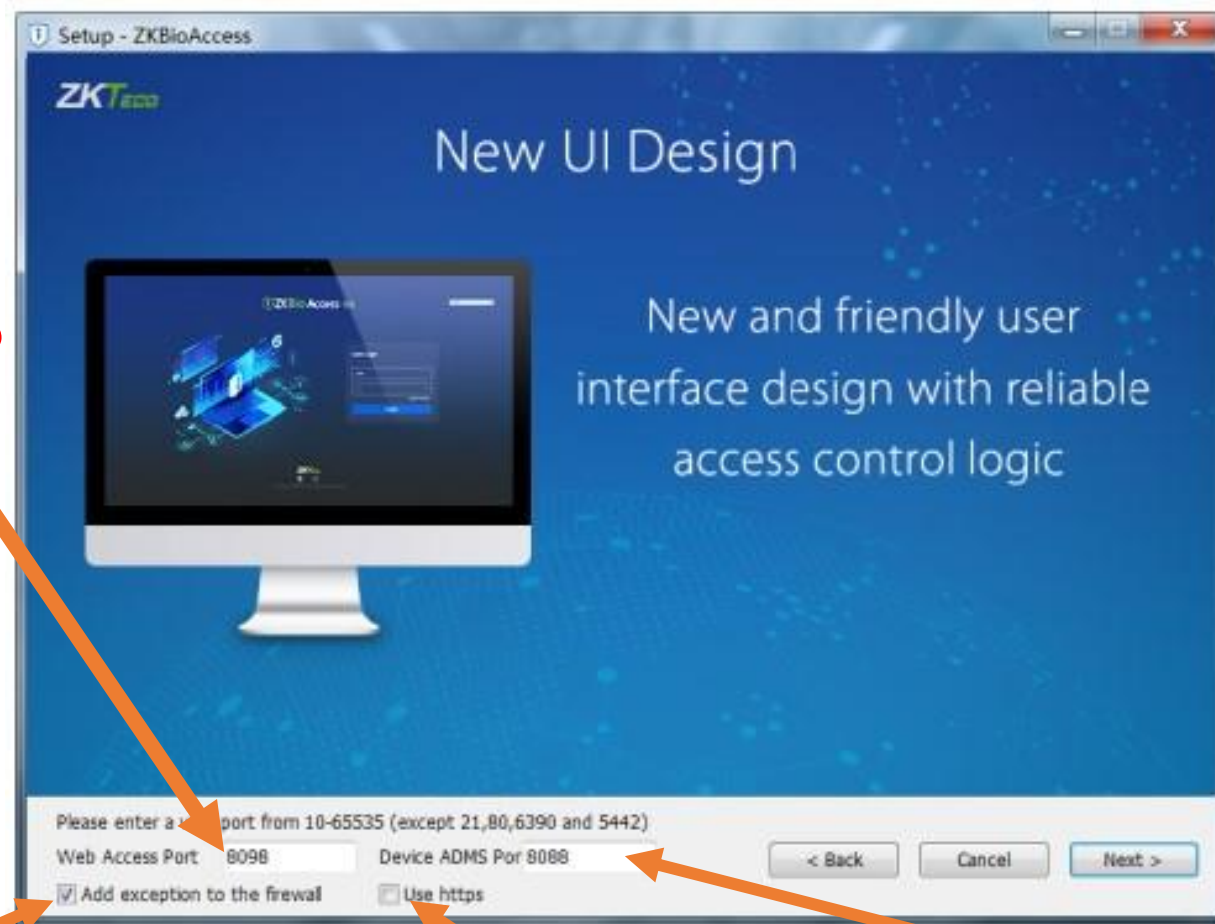 Setup - ZKBioAccess
ZKTeco
New UI Design
ZKBioAccess
New and friendly user
interface design with reliable
access control logic
Please enter a port from 10-65535 (except 21,80,6390 and 5442)
Web Access Port 8098 Device ADMS Por 8088
< Back Cancel Next >
Add exception to the firewall Use https